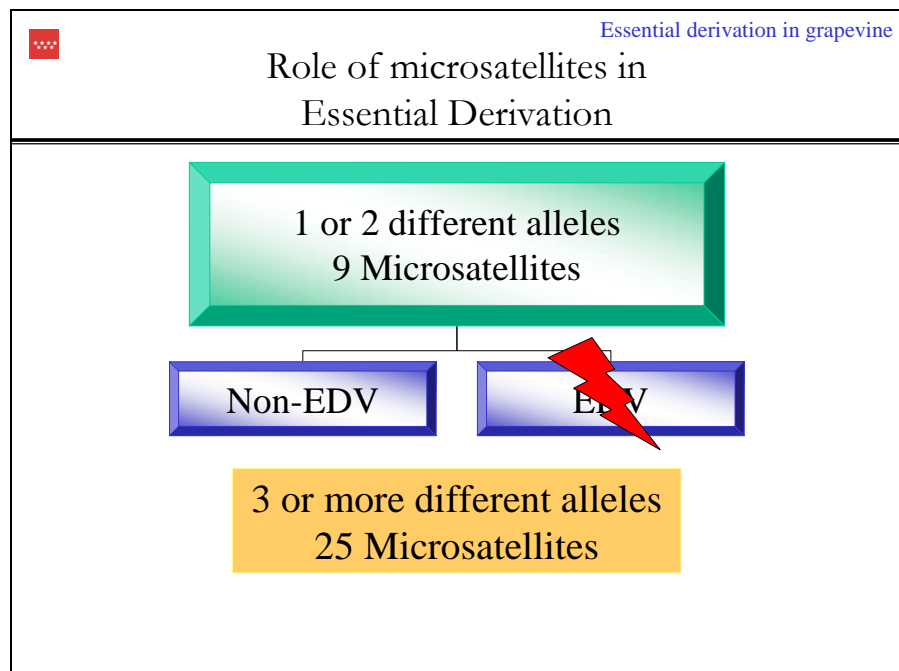 Essential derivation in grapevine
Role of microsatellites in
Essential Derivation
1 or 2 different alleles
9 Microsatellites
Non-EDV
3 or more different alleles
25 Microsatellites